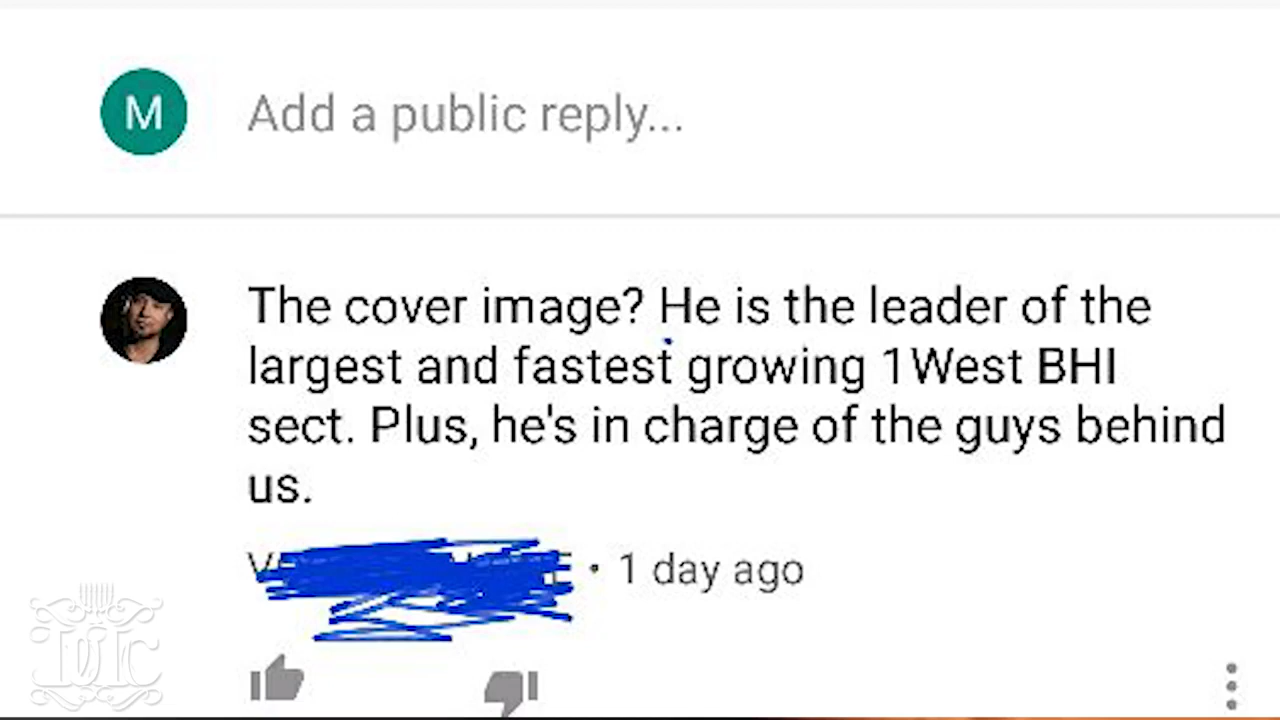 M
Add a public reply...
The cover image? He is the leader of the
largest and fastest growing 1West BHI
sect. Plus, he's in charge of the guys behind
us.
• 1 day ago
IUIC